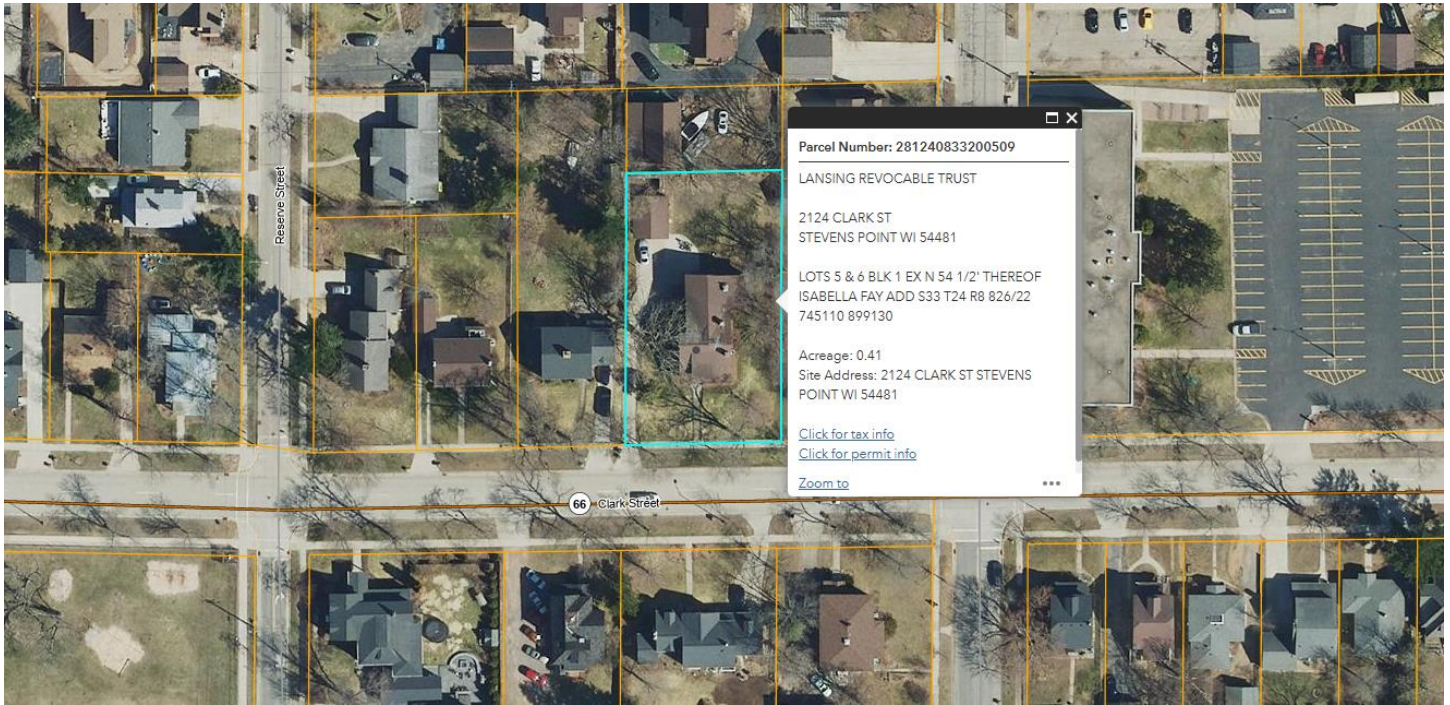 Reserve Street
Parcel Number: 281240833200509
LANSING REVOCABLE TRUST
2124 CLARK ST
STEVENS POINT WI 54481
LOTS 5 & 6 BLK 1 EX N 54 1/2' THEREOF
ISABELLA FAY ADD S33 T24 R8 826/22
745110 899130
Acreage: 0.41
Site Address: 2124 CLARK ST STEVENS
POINT WI 54481
Click for tax info
Click for permit info
Zoom to
66 Clark Street